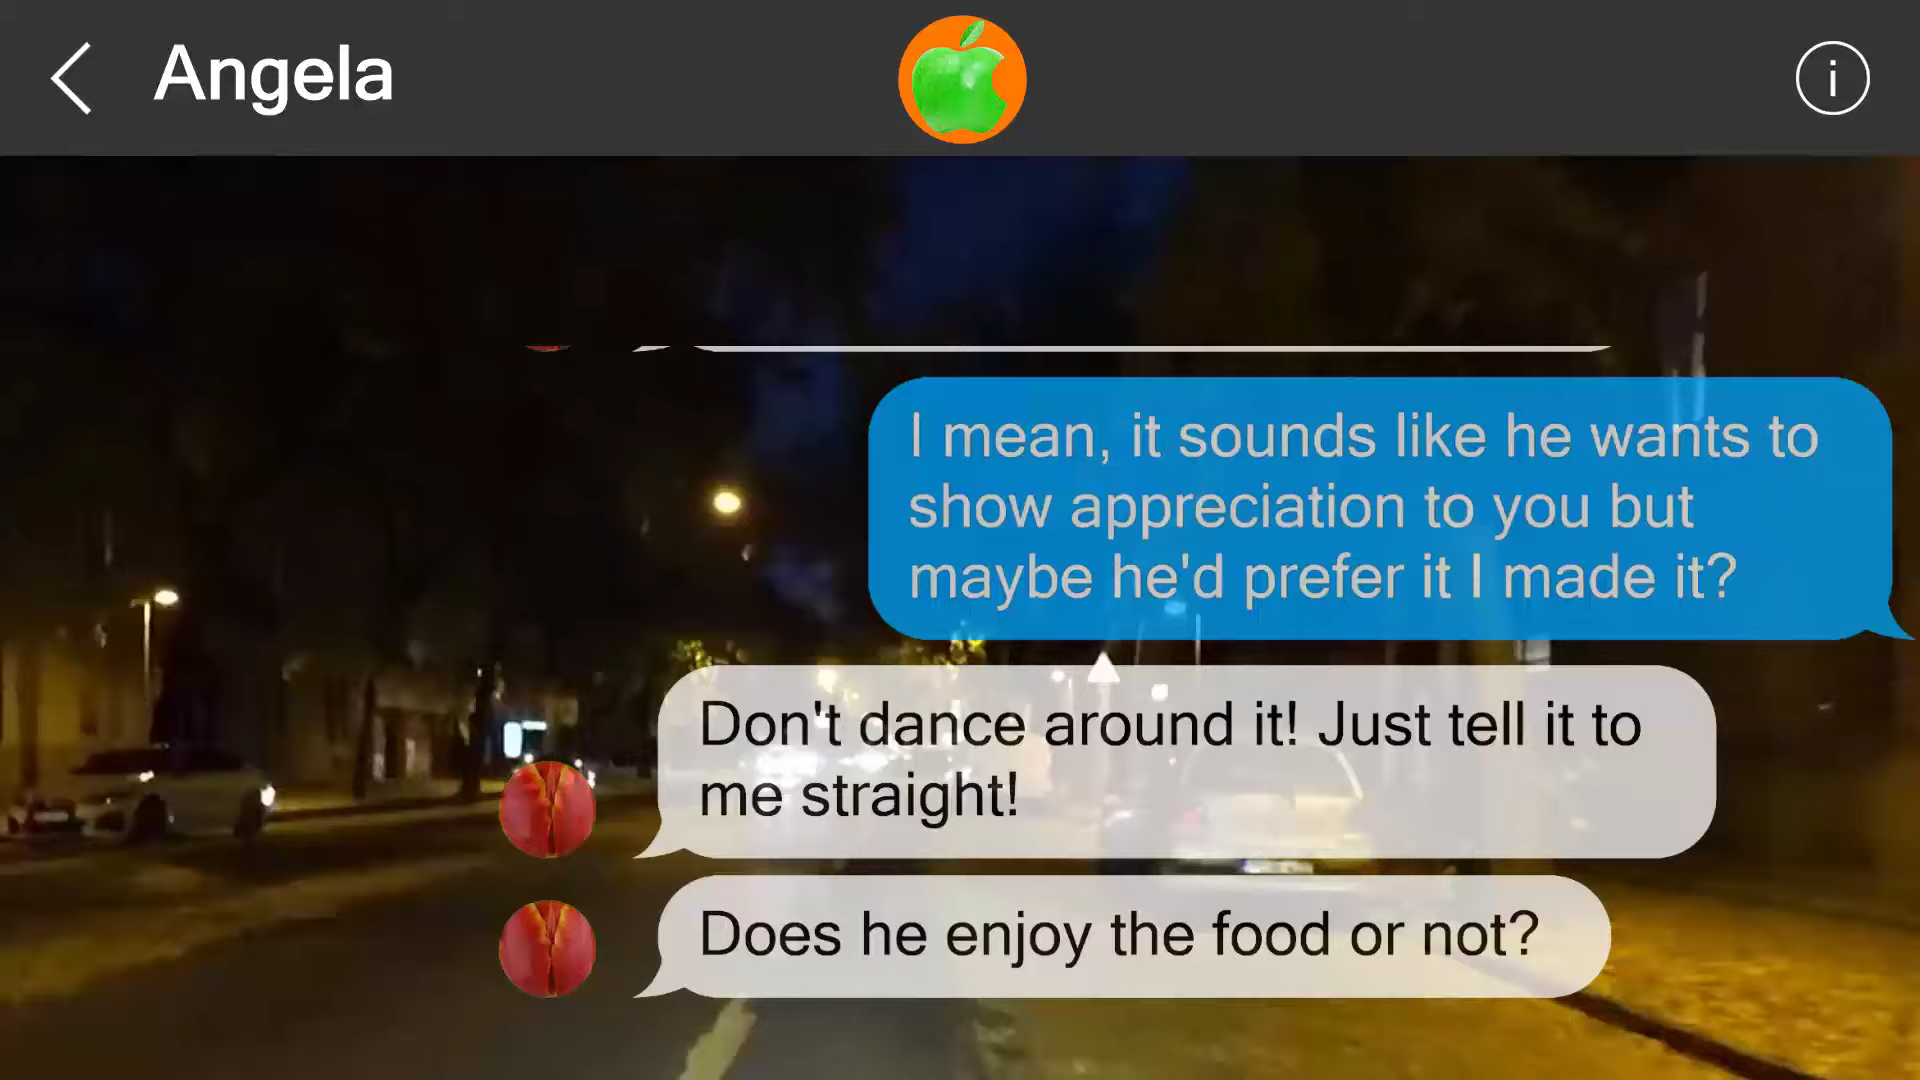 Angela
i
I mean, it sounds like he wants to
show appreciation to you but
maybe he'd prefer it I made it?
Don't dance around it! Just tell it to
me straight!
Does he enjoy the food or not?